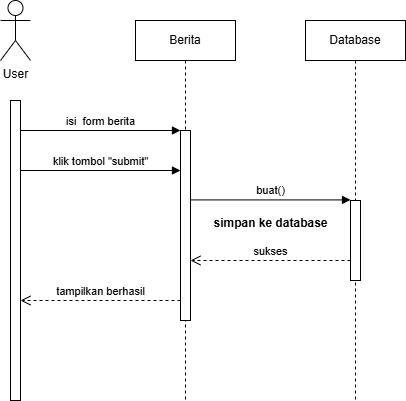 Berita
Database
User
isi form berita
klik tombol "submit"
buat()
simpan ke database
sukses
tampilkan berhasil